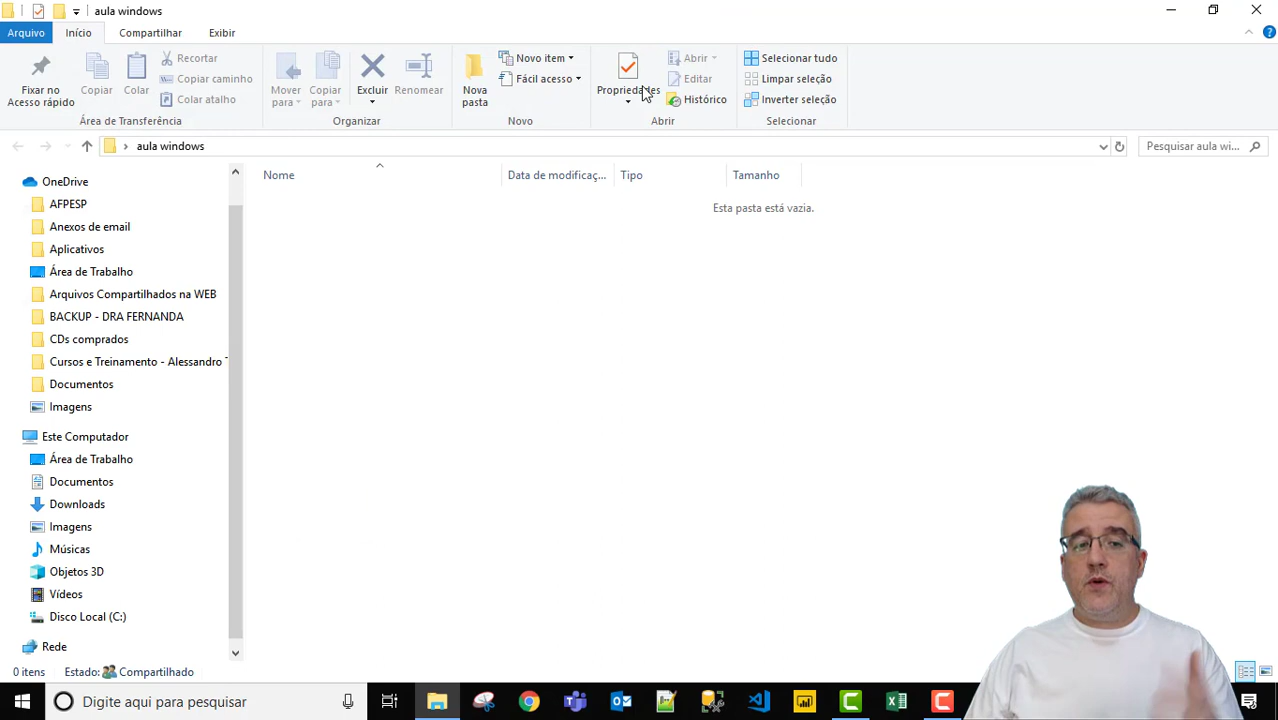 aula windows
Arquivo Início Compartilhar Exibir
Fixar no Acesso rápido
Copiar
Colar
Recortar
Copiar caminho
Colar atalho
Área de Transferência
Mover para
Copiar para
Excluir
Renomear
Organizar
Nova pasta
Novo item
Fácil acesso
Novo
Propriedades
Abrir
Editar
Histórico
Abrir
Selecionar tudo
Limpar seleção
Inverter seleção
Selecionar
aula windows
Pesquisar aula wi...
Nome Data de modificaç... Tipo Tamanho
Esta pasta está vazia.
OneDrive
AFPESP
Anexos de email
Aplicativos
Área de Trabalho
Arquivos Compartilhados na WEB
BACKUP - DRA FERNANDA
CDs comprados
Cursos e Treinamento - Alessandro
Documentos
Imagens
Este Computador
Área de Trabalho
Documentos
Downloads
Imagens
Músicas
Objetos 3D
Vídeos
Disco Local (C:)
Rede
0 itens Estado: Compartilhado
Digite aqui para pesquisar